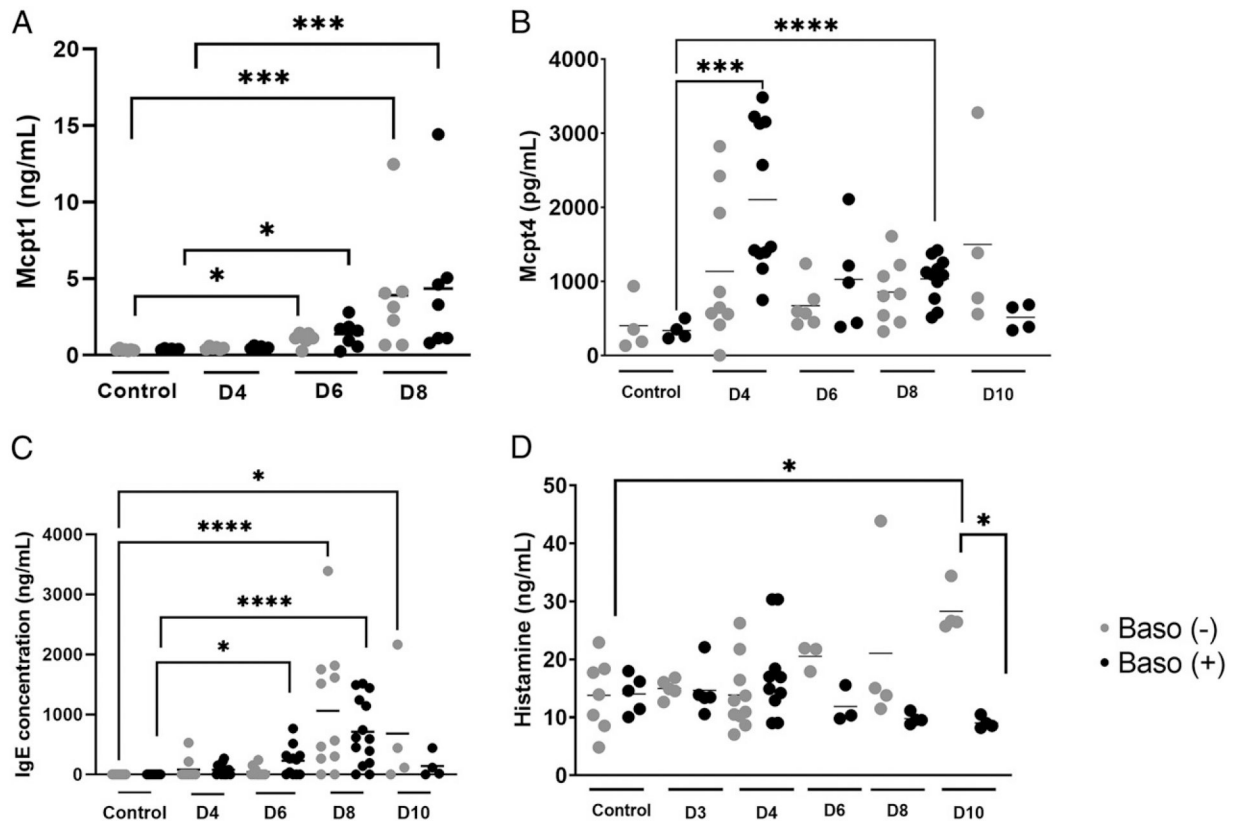 A
***
***
*
*
Mcpt1 (ng/mL)
20
15
10
5
0
Control D4 D6 D8
B
****
***
Mcpt4 (pg/mL)
4000
3000
2000
1000
0
Control D4 D6 D8 D10
C
*
****
****
*
IgE concentration (ng/mL)
4000
3000
2000
1000
0
Control D4 D6 D8 D10
D
*
*
Histamine (ng/mL)
50
40
30
20
10
0
Control D3 D4 D6 D8 D10
Baso (-)
Baso (+)